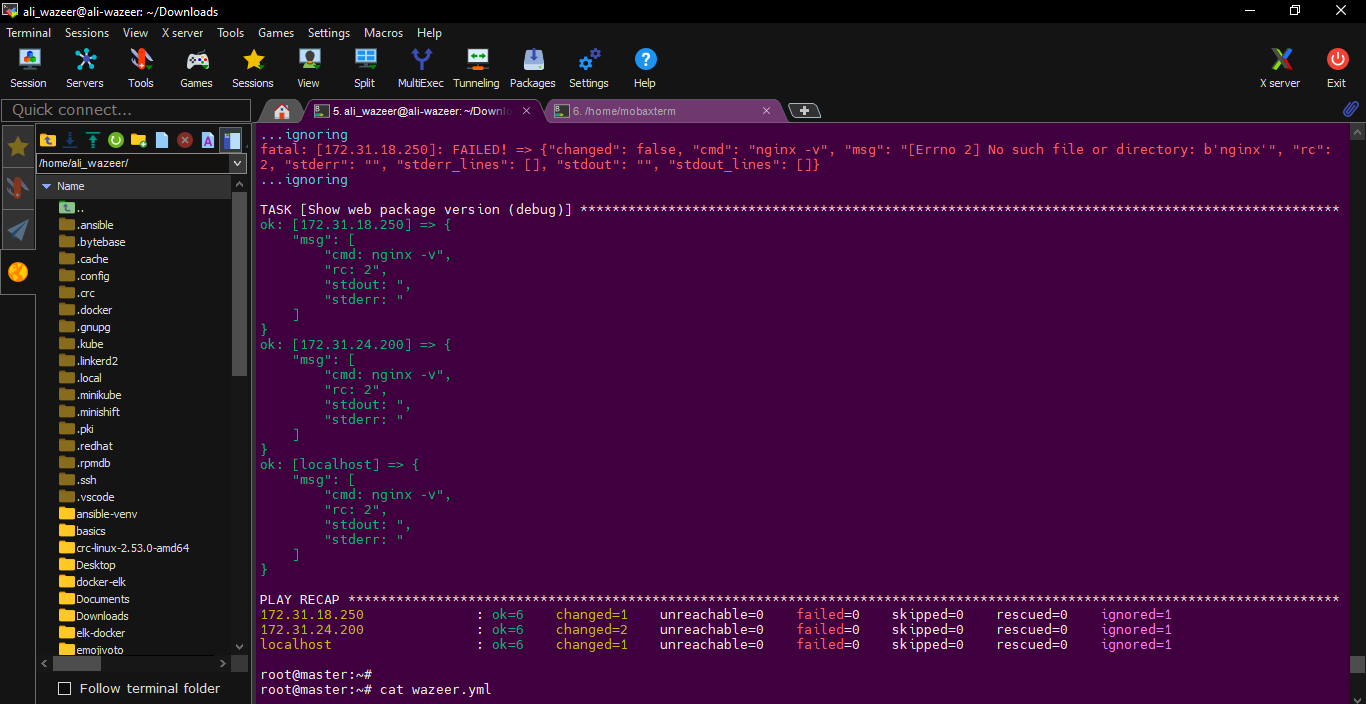 ali_wazeer@ali-wazeer: ~/Downloads
Terminal Sessions View X server Tools Games Settings Macros Help
Session Servers Tools Games Sessions View Split MultiExec Tunneling Packages Settings Help X server Exit
Quick connect...
5. ali_wazeer@ali-wazeer: ~/Downlo
6. /home/mobaxterm
/home/ali_wazeer/
Name
..
.ansible
.bytebase
.cache
.config
.crc
.docker
.gnupg
.kube
.linkerd2
.local
.minikube
.minishift
.pki
.redhat
.rpmdb
.ssh
.vscode
ansible-venv
basics
crc-linux-2.53.0-amd64
Desktop
docker-elk
Documents
Downloads
elk-docker
emojivoto
Follow terminal folder
...ignoring
fatal: [172.31.18.250]: FAILED! => {"changed": false, "cmd": "nginx -v", "msg": "[Errno 2] No such file or directory: b'nginx'", "rc":
2, "stderr": "", "stderr_lines": [], "stdout": "", "stdout_lines": []}
...ignoring
TASK [Show web package version (debug)] ***********************************************************************************************
ok: [172.31.18.250] => {
"msg": [
"cmd: nginx -v",
"rc: 2",
"stdout: ",
"stderr: "
]
}
ok: [172.31.24.200] => {
"msg": [
"cmd: nginx -v",
"rc: 2",
"stdout: ",
"stderr: "
]
}
ok: [localhost] => {
"msg": [
"cmd: nginx -v",
"rc: 2",
"stdout: ",
"stderr: "
]
}
PLAY RECAP ****************************************************************************************************************************
172.31.18.250 : ok=6 changed=1 unreachable=0 failed=0 skipped=0 rescued=0 ignored=1
172.31.24.200 : ok=6 changed=2 unreachable=0 failed=0 skipped=0 rescued=0 ignored=1
localhost : ok=6 changed=1 unreachable=0 failed=0 skipped=0 rescued=0 ignored=1
root@master:~#
root@master:~# cat wazeer.yml